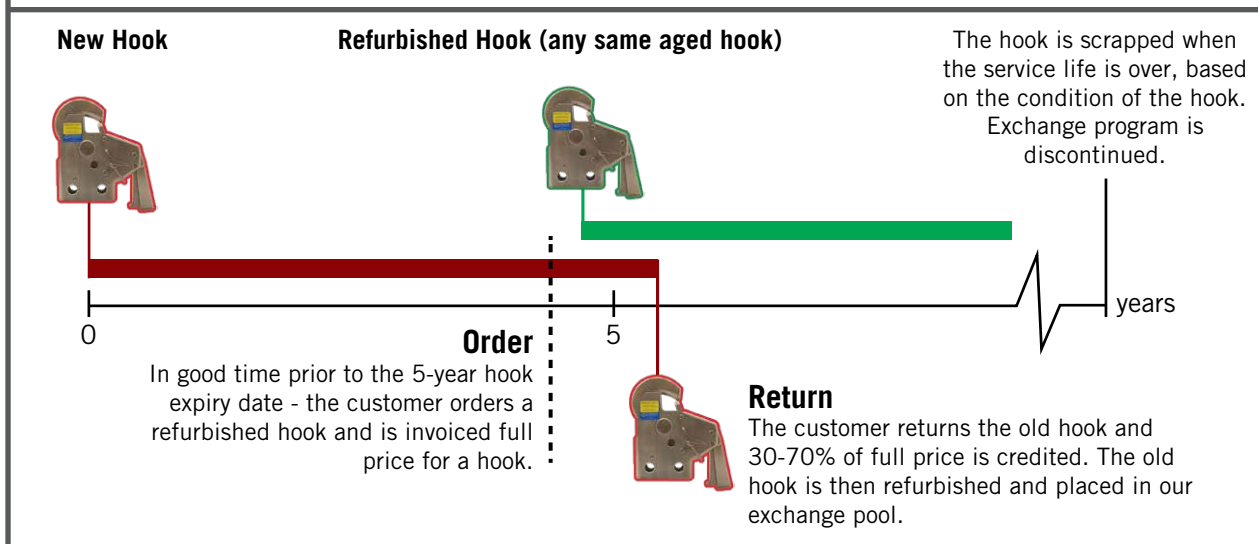 New Hook
Refurbished Hook (any same aged hook)
The hook is scrapped when
the service life is over, based
on the condition of the hook.
Exchange program is
discontinued.
0
5
years
Order
In good time prior to the 5-year hook
expiry date - the customer orders a
refurbished hook and is invoiced full
price for a hook.
Return
The customer returns the old hook and
30-70% of full price is credited. The old
hook is then refurbished and placed in our
exchange pool.